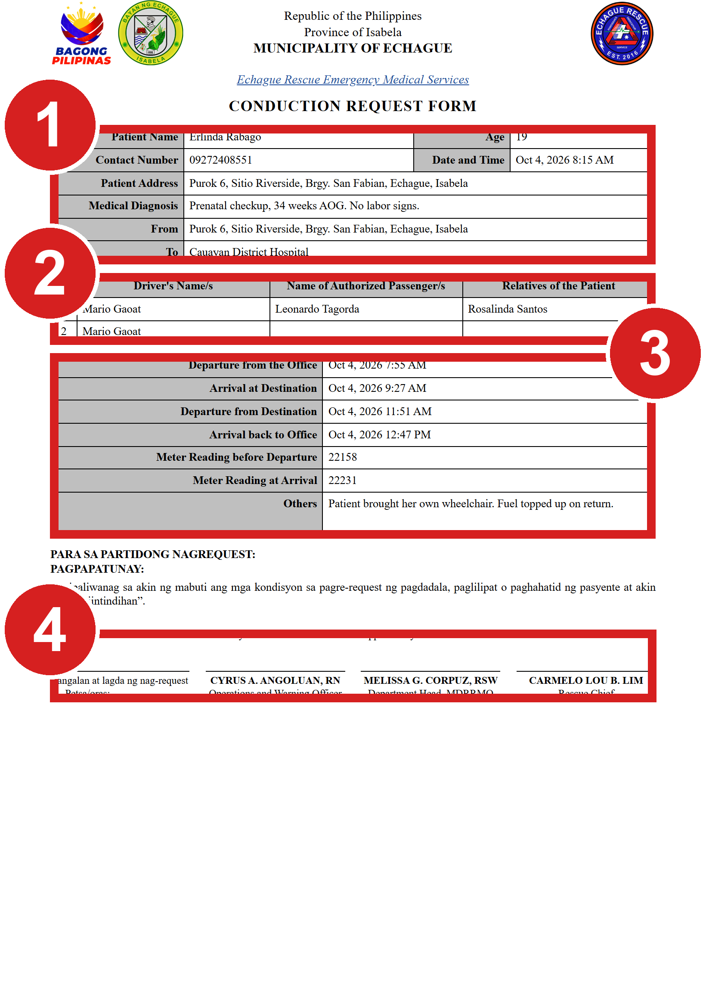 BAGONG PILIPINAS
BAYAN NG ECHAGUE ISABELA 1986
Republic of the Philippines
Province of Isabela
MUNICIPALITY OF ECHAGUE
ECHAGUE RESCUE SERVICE EST. 2016
Echague Rescue Emergency Medical Services
CONDUCTION REQUEST FORM
1
Patient Name Erlinda Rabago Age 19
Contact Number 09272408551 Date and Time Oct 4, 2026 8:15 AM
Patient Address Purok 6, Sitio Riverside, Brgy. San Fabian, Echague, Isabela
Medical Diagnosis Prenatal checkup, 34 weeks AOG. No labor signs.
From Purok 6, Sitio Riverside, Brgy. San Fabian, Echague, Isabela
To Cauayan District Hospital
2
Driver's Name/s Name of Authorized Passenger/s Relatives of the Patient
Mario Gaoat Leonardo Tagorda Rosalinda Santos
2 Mario Gaoat
3
Departure from the Office Oct 4, 2026 7:55 AM
Arrival at Destination Oct 4, 2026 9:27 AM
Departure from Destination Oct 4, 2026 11:51 AM
Arrival back to Office Oct 4, 2026 12:47 PM
Meter Reading before Departure 22158
Meter Reading at Arrival 22231
Others Patient brought her own wheelchair. Fuel topped up on return.
PARA SA PARTIDONG NAGREQUEST:
PAGPAPATUNAY:
sa akin ng mabuti ang mga kondisyon sa pagre-request ng pagdadala, paglilipat o paghahatid ng pasyente at akin
4
at lagda ng nag-request CYRUS A. ANGOLUAN, RN MELISSA G. CORPUZ, RSW CARMELO LOU B. LIM
Petsa/oras: Operations and Warning Officer Department Head, MDRRMO Rescue Chief